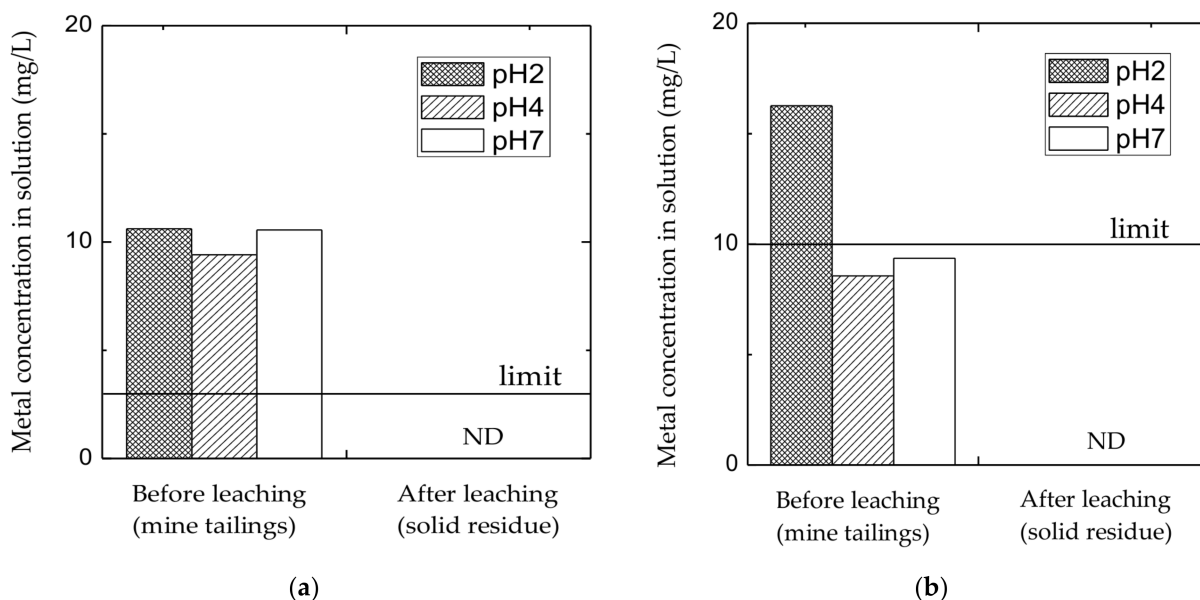 Metal concentration in solution (mg/L)
20
10
0
pH2
pH4
pH7
limit
ND
Before leaching
(mine tailings)
After leaching
(solid residue)
(a)
Metal concentration in solution (mg/L)
20
10
0
pH2
pH4
pH7
limit
ND
Before leaching
(mine tailings)
After leaching
(solid residue)
(b)